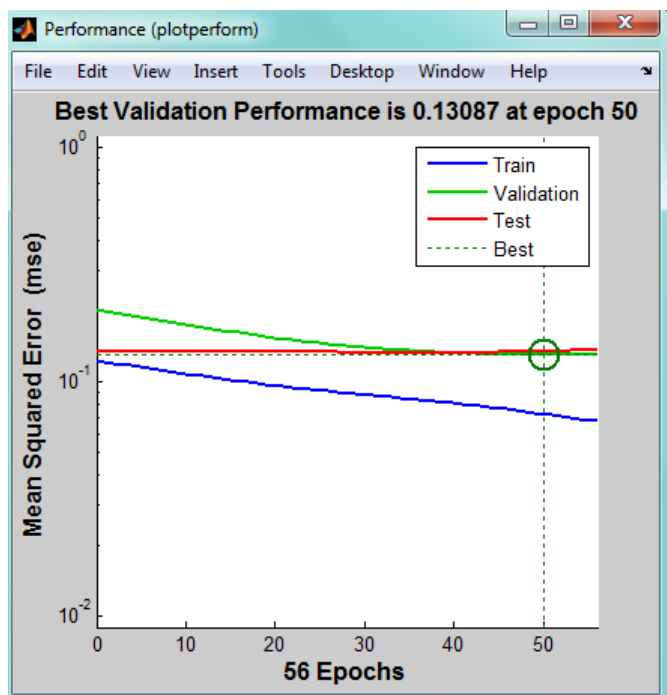 Performance (plotperform)
File Edit View Insert Tools Desktop Window Help
Best Validation Performance is 0.13087 at epoch 50
10^0
Train
Validation
Test
Best
Mean Squared Error (mse)
10^-1
10^-2
0 10 20 30 40 50
56 Epochs